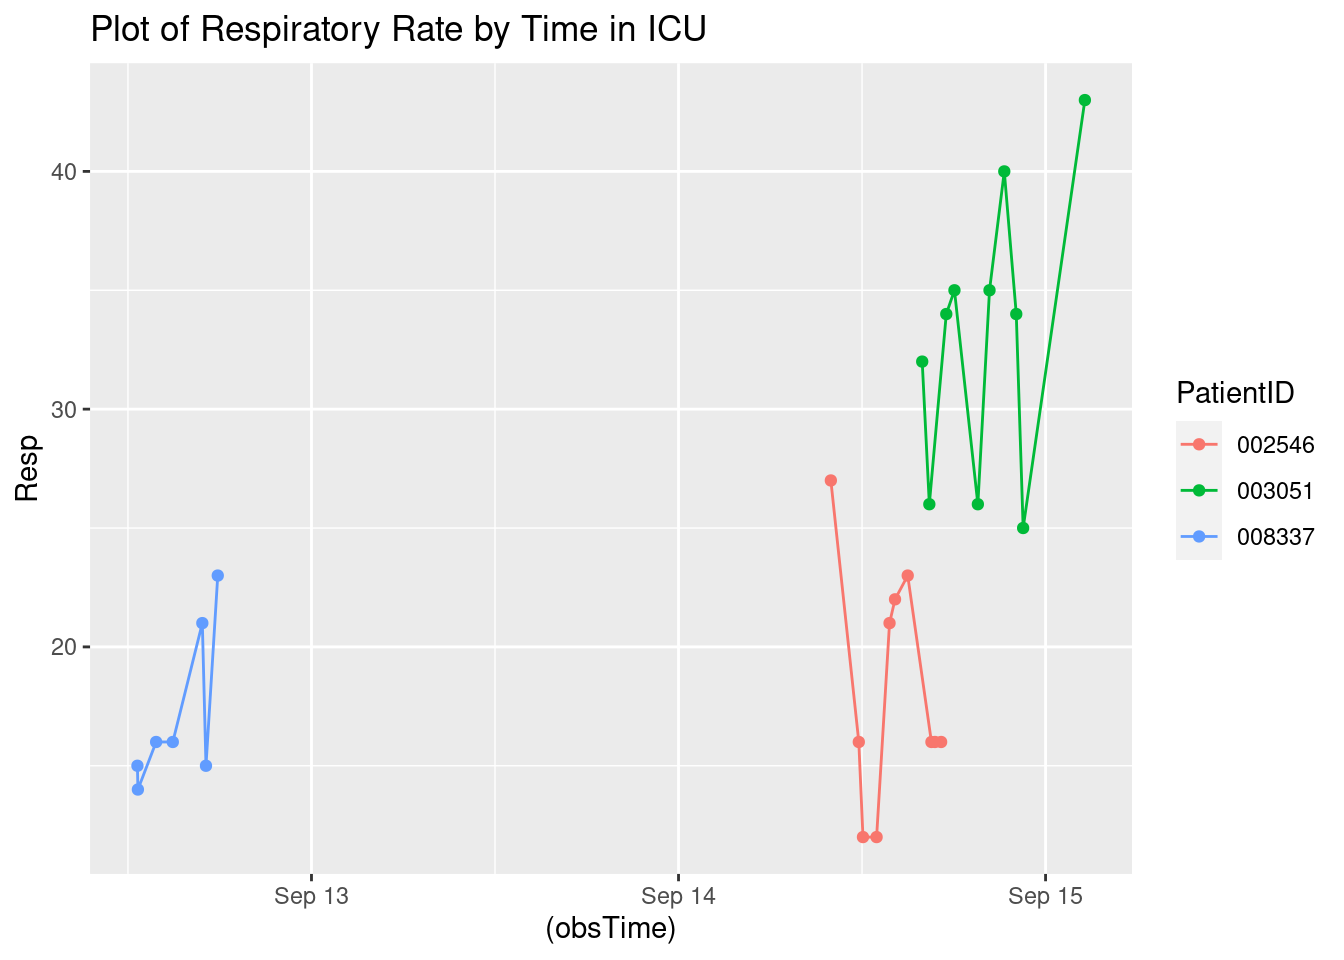 Plot of Respiratory Rate by Time in ICU
40
30
20
Resp
Sep 13
Sep 14
Sep 15
(obsTime)
PatientID
002546
003051
008337